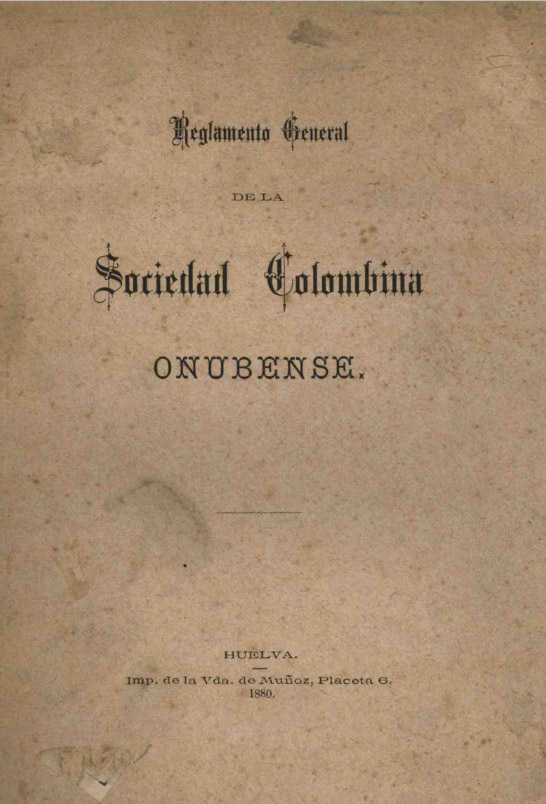 Reglamento General
DE LA
Sociedad Colombina
ONUBENSE.
HUELVA.
Imp. de la Vda. de Muñoz, Placeta 6.
1880.